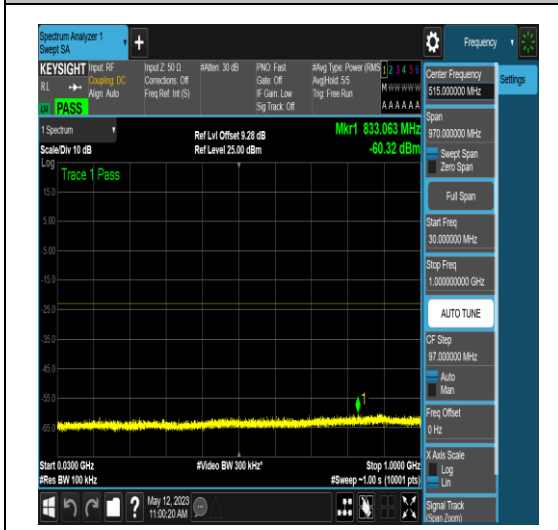 Spectrum Analyzer 1
Swept SA
Frequency
KEYSIGHT
RL
Input: RF
Coupling: DC
Align: Auto
Input Z: 50 Ω
Corrections: Off
Freq Ref: Int (S)
#Atten: 30 dB
PNO: Fast
Gate: Off
IF Gain: Low
Sig Track: Off
#Avg Type: Power (RMS)
Avg|Hold: 5/5
Trig: Free Run
1 2 3 4 5 6
M W W W W W
A A A A A A
PASS
1 Spectrum
Scale/Div 10 dB
Ref Lvl Offset 9.28 dB
Ref Level 25.00 dBm
Mkr1 833.063 MHz
-60.32 dBm
Log
Trace 1 Pass
15.0
5.00
-5.00
-15.0
-25.0
-35.0
-45.0
-55.0
-65.0
1
Start 0.0300 GHz
#Res BW 100 kHz
#Video BW 300 kHz*
Stop 1.0000 GHz
#Sweep ~1.00 s (10001 pts)
May 12, 2023
11:00:20 AM
Settings
Center Frequency
515.000000 MHz
Span
970.000000 MHz
Swept Span
Zero Span
Full Span
Start Freq
30.000000 MHz
Stop Freq
1.000000000 GHz
AUTO TUNE
CF Step
97.000000 MHz
Auto
Man
Freq Offset
0 Hz
X Axis Scale
Log
Lin
Signal Track
(Span Zoom)